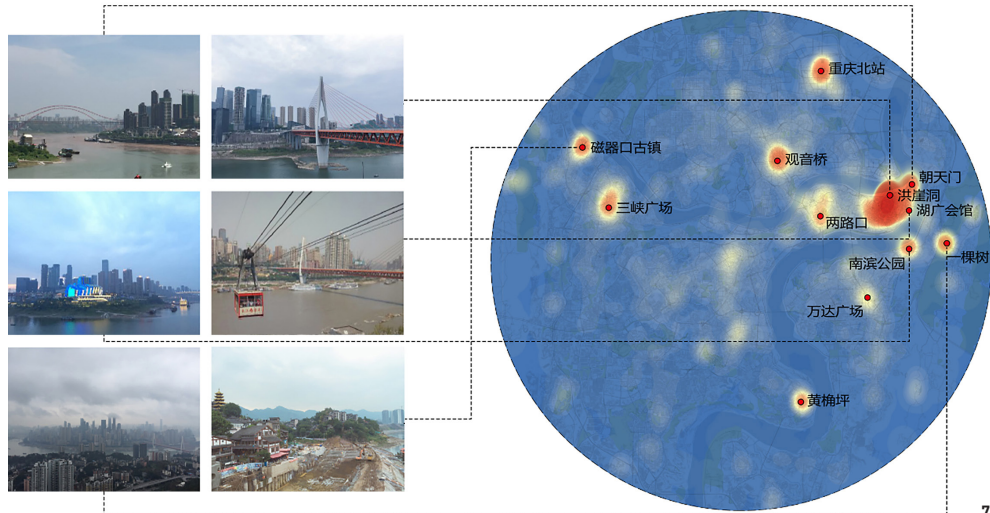 重庆北站
磁器口古镇
观音桥
朝天门
洪崖洞
三峡广场
湖广会馆
两路口
一棵树
南滨公园
万达广场
黄桷坪
7